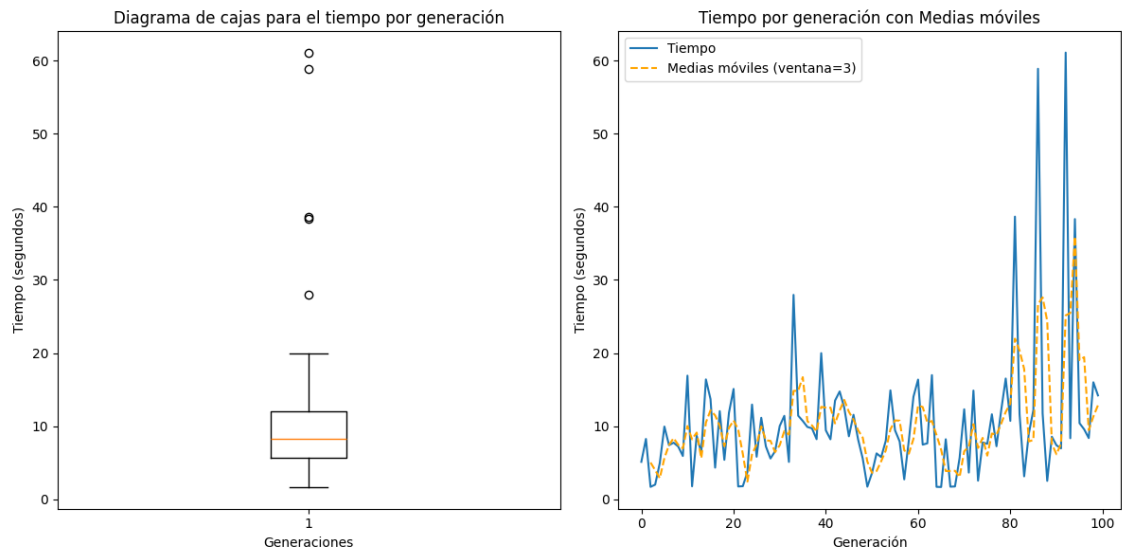 Diagrama de cajas para el tiempo por generación
Tiempo (segundos)
60
50
40
30
20
10
0
1
Generaciones
Tiempo por generación con Medias móviles
Tiempo
Medias móviles (ventana=3)
Tiempo (segundos)
60
50
40
30
20
10
0
0 20 40 60 80 100
Generación